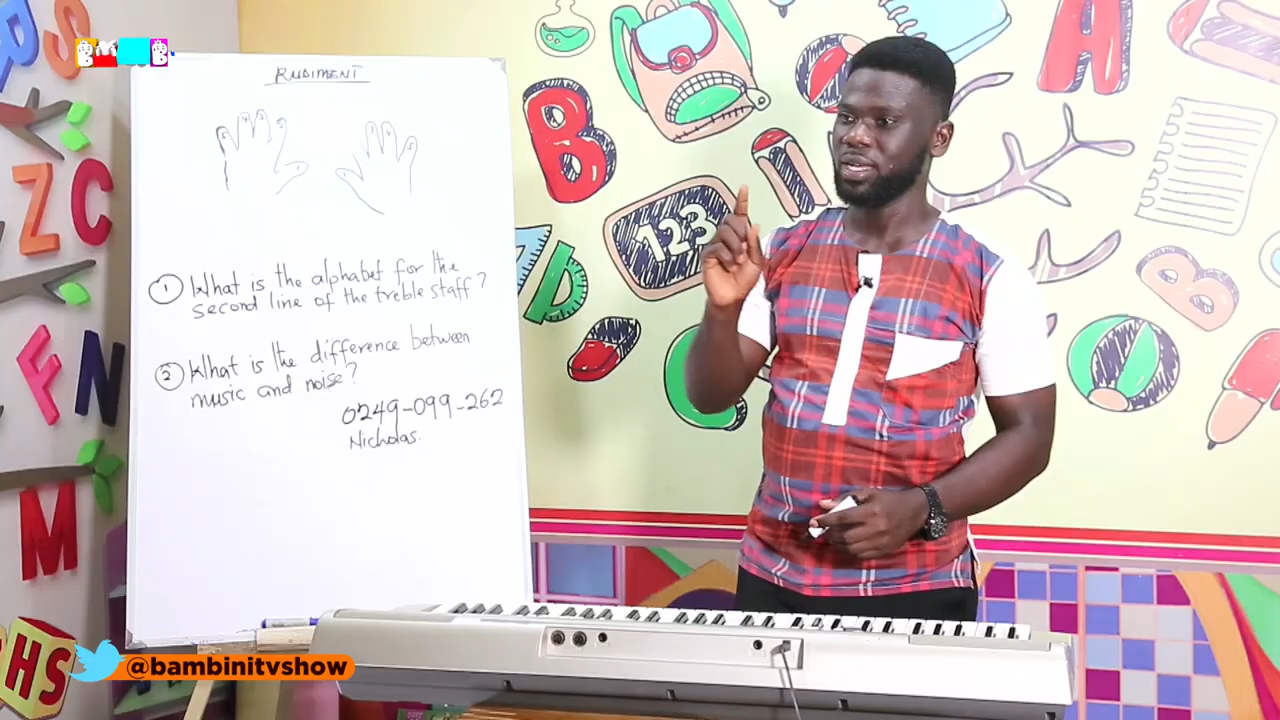 RUDIMENT
① What is the alphabet for the
second line of the treble staff?
② What is the difference between
music and noise?
0249-099-262
Nicholas.
@bambinitvshow
B
123
A
B
S
Z
C
F
N
M
H
S